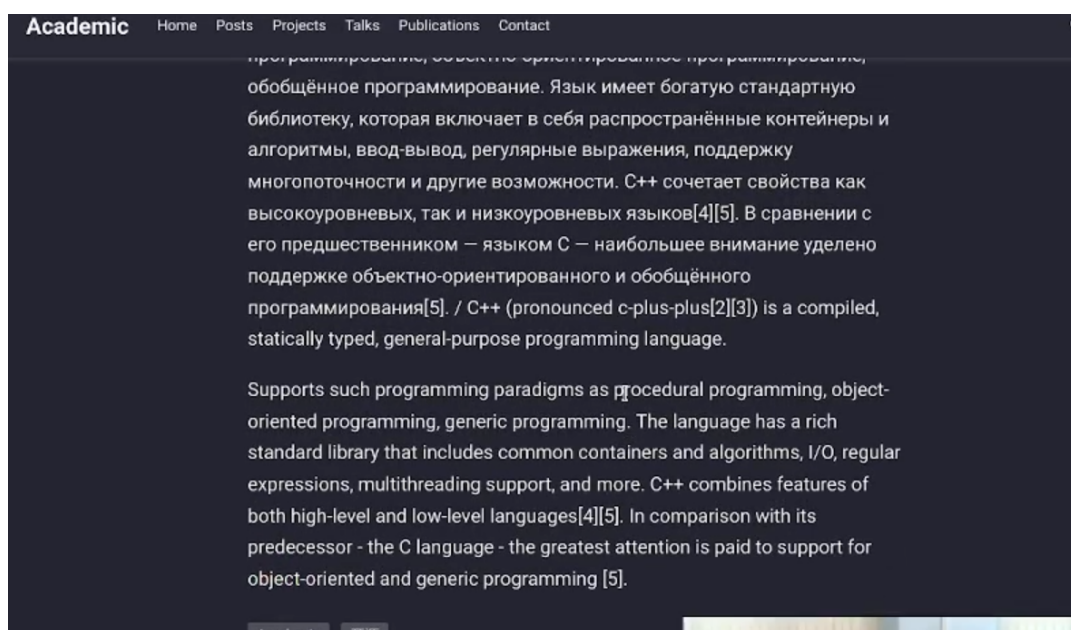 Academic Home Posts Projects Talks Publications Contact
программирование, объектно-ориентированное программирование,
обобщённое программирование. Язык имеет богатую стандартную
библиотеку, которая включает в себя распространённые контейнеры и
алгоритмы, ввод-вывод, регулярные выражения, поддержку
многопоточности и другие возможности. C++ сочетает свойства как
высокоуровневых, так и низкоуровневых языков[4][5]. В сравнении с
его предшественником — языком C — наибольшее внимание уделено
поддержке объектно-ориентированного и обобщённого
программирования[5]. / C++ (pronounced c-plus-plus[2][3]) is a compiled,
statically typed, general-purpose programming language.
Supports such programming paradigms as procedural programming, object-
oriented programming, generic programming. The language has a rich
standard library that includes common containers and algorithms, I/O, regular
expressions, multithreading support, and more. C++ combines features of
both high-level and low-level languages[4][5]. In comparison with its
predecessor - the C language - the greatest attention is paid to support for
object-oriented and generic programming [5].